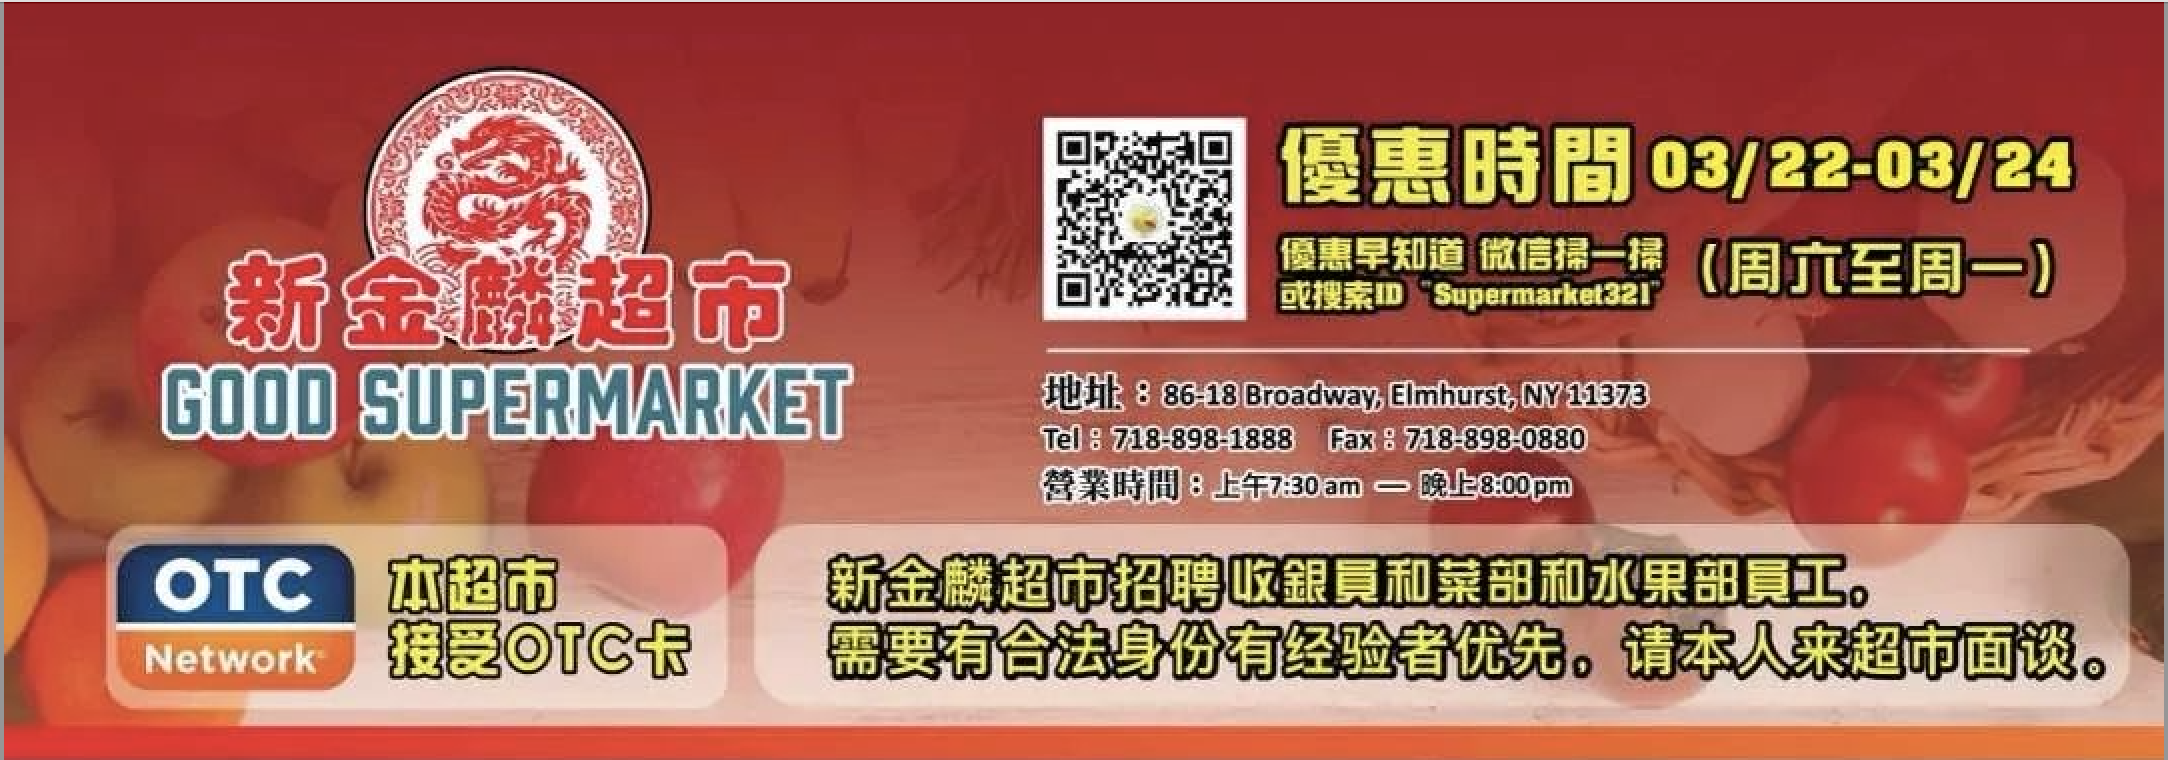 新金麟超市
GOOD SUPERMARKET
優惠時間 03/22-03/24
優惠早知道 微信掃一掃
或搜索ID "Supermarket321"
(周六至周一)
地址：86-18 Broadway, Elmhurst, NY 11373
Tel：718-898-1888 Fax：718-898-0880
營業時間：上午7:30 am — 晚上8:00 pm
OTC
Network
本超市
接受OTC卡
新金麟超市招聘收銀員和菜部和水果部員工，
需要有合法身份有经验者优先，请本人来超市面谈。